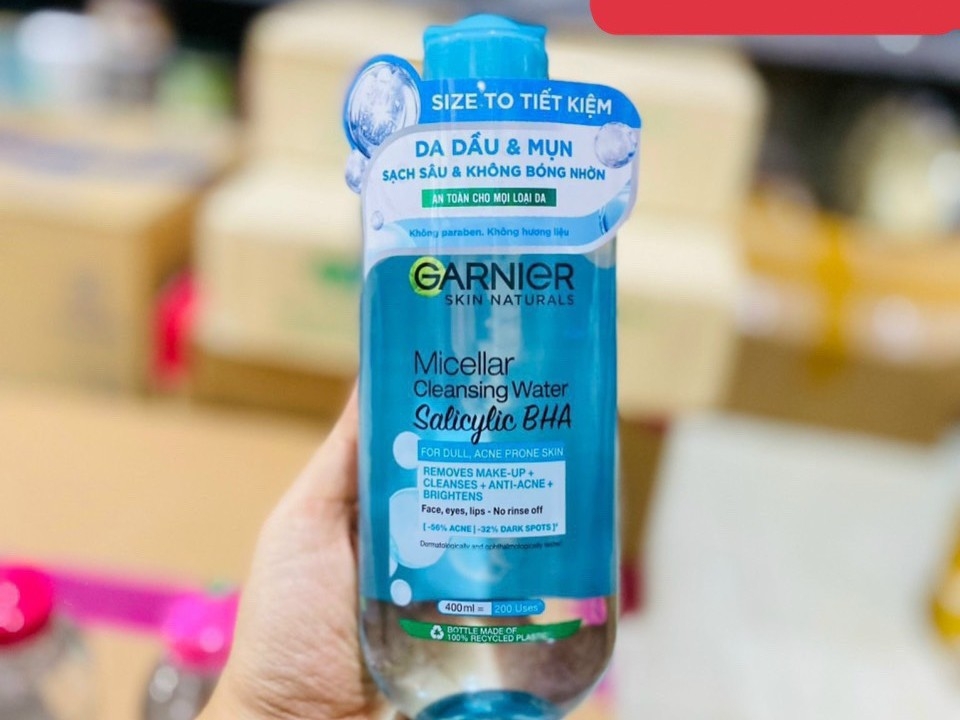 SIZE TO TIẾT KIỆM
DA DẦU & MỤN
SẠCH SÂU & KHÔNG BÓNG NHỜN
AN TOÀN CHO MỌI LOẠI DA
Không paraben. Không hương liệu
GARNIER
SKIN NATURALS
Micellar
Cleansing Water
Salicylic BHA
FOR DULL, ACNE PRONE SKIN
REMOVES MAKE-UP +
CLEANSES + ANTI-ACNE +
BRIGHTENS
Face, eyes, lips - No rinse off
[ -56% ACNE | -32% DARK SPOTS ]*
Dermatologically and ophthalmologically tested
400ml = 200 Uses
BOTTLE MADE OF
100% RECYCLED PLASTIC